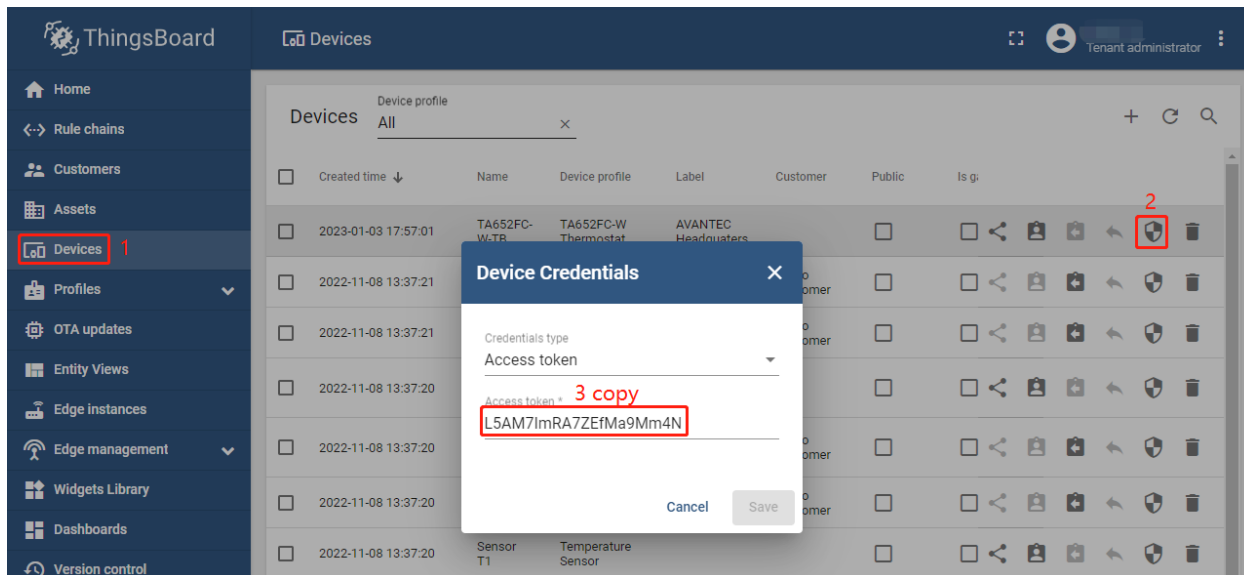 ThingsBoard
Devices
Tenant administrator
Home
Rule chains
Customers
Assets
Devices 1
Profiles
OTA updates
Entity Views
Edge instances
Edge management
Widgets Library
Dashboards
Version control
Devices
Device profile
All
Created time Name Device profile Label Customer Public Is
2
2023-01-03 17:57:01 TA652FC- TA652FC-W AVANTEC
W-TB Thermostat Headquaters
2022-11-08 13:37:21
2022-11-08 13:37:21
2022-11-08 13:37:20
2022-11-08 13:37:20
2022-11-08 13:37:20
2022-11-08 13:37:20 Sensor Temperature
T1 Sensor
Device Credentials
Credentials type
Access token
Access token * 3 copy
L5AM7ImRA7ZEfMa9Mm4N
Cancel Save